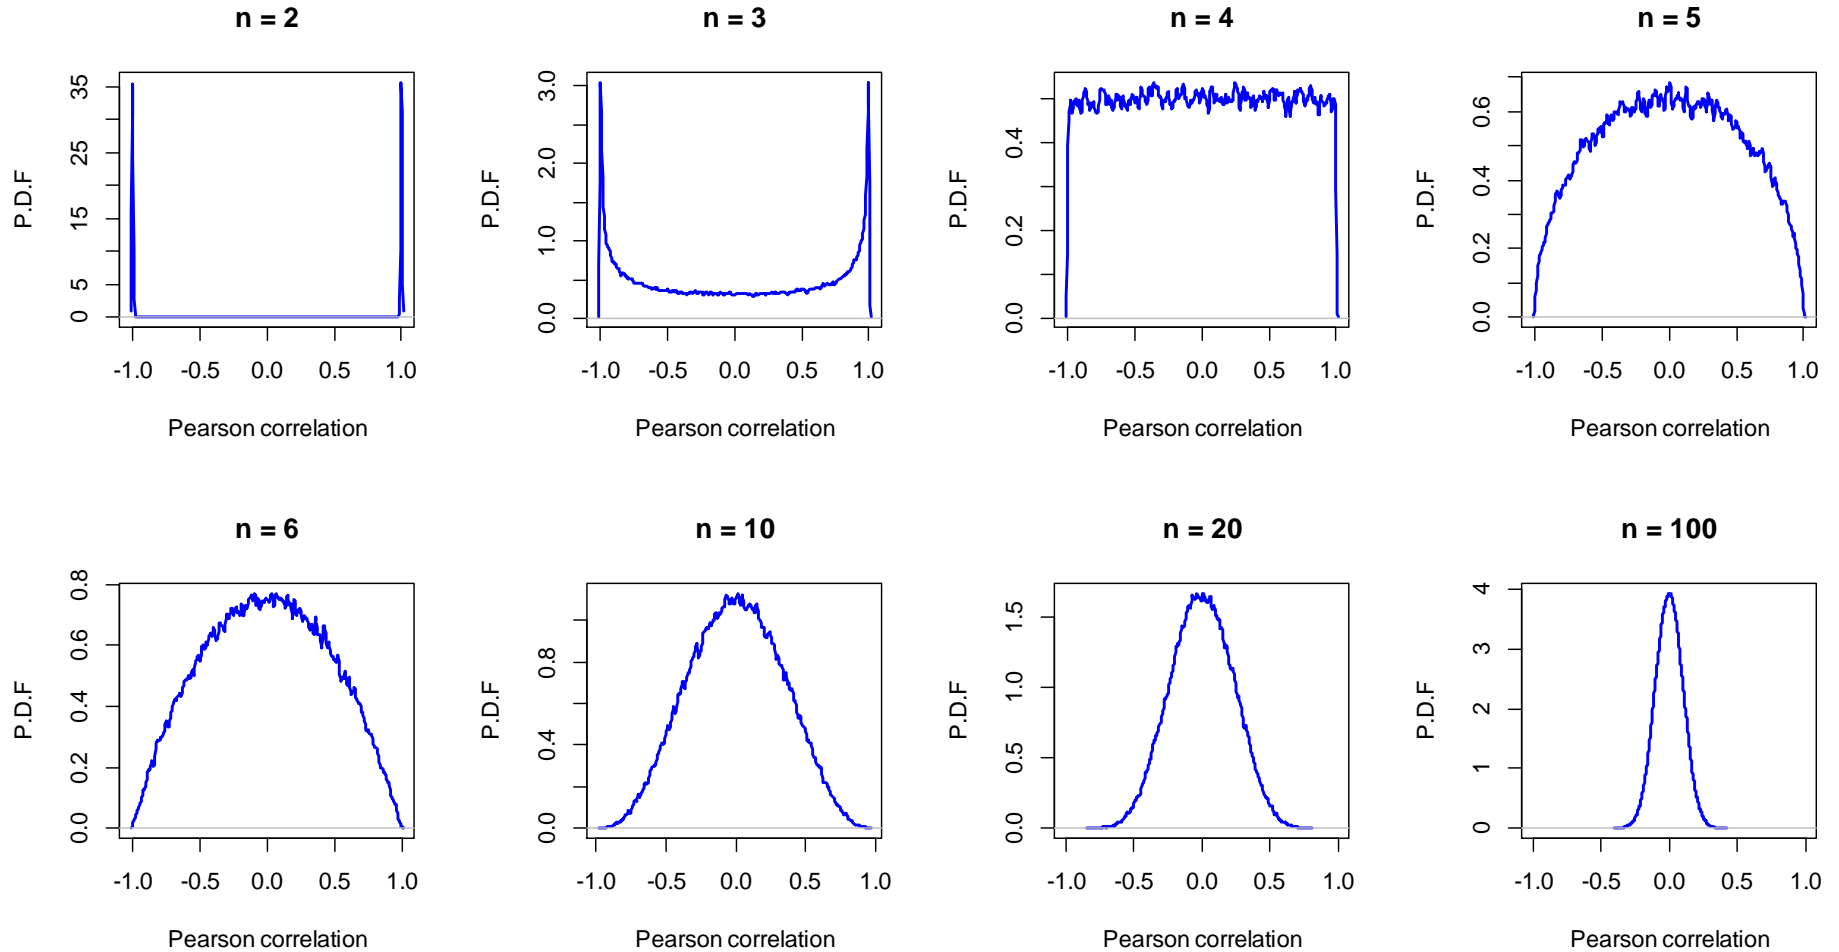 n = 2
P.D.F
35
25
15
5
0
-1.0 -0.5 0.0 0.5 1.0
Pearson correlation
n = 3
P.D.F
3.0
2.0
1.0
0.0
-1.0 -0.5 0.0 0.5 1.0
Pearson correlation
n = 4
P.D.F
0.4
0.2
0.0
-1.0 -0.5 0.0 0.5 1.0
Pearson correlation
n = 5
P.D.F
0.6
0.4
0.2
0.0
-1.0 -0.5 0.0 0.5 1.0
Pearson correlation
n = 6
P.D.F
0.8
0.6
0.4
0.2
0.0
-1.0 -0.5 0.0 0.5 1.0
Pearson correlation
n = 10
P.D.F
0.8
0.4
0.0
-1.0 -0.5 0.0 0.5 1.0
Pearson correlation
n = 20
P.D.F
1.5
1.0
0.5
0.0
-1.0 -0.5 0.0 0.5 1.0
Pearson correlation
n = 100
P.D.F
4
3
2
1
0
-1.0 -0.5 0.0 0.5 1.0
Pearson correlation